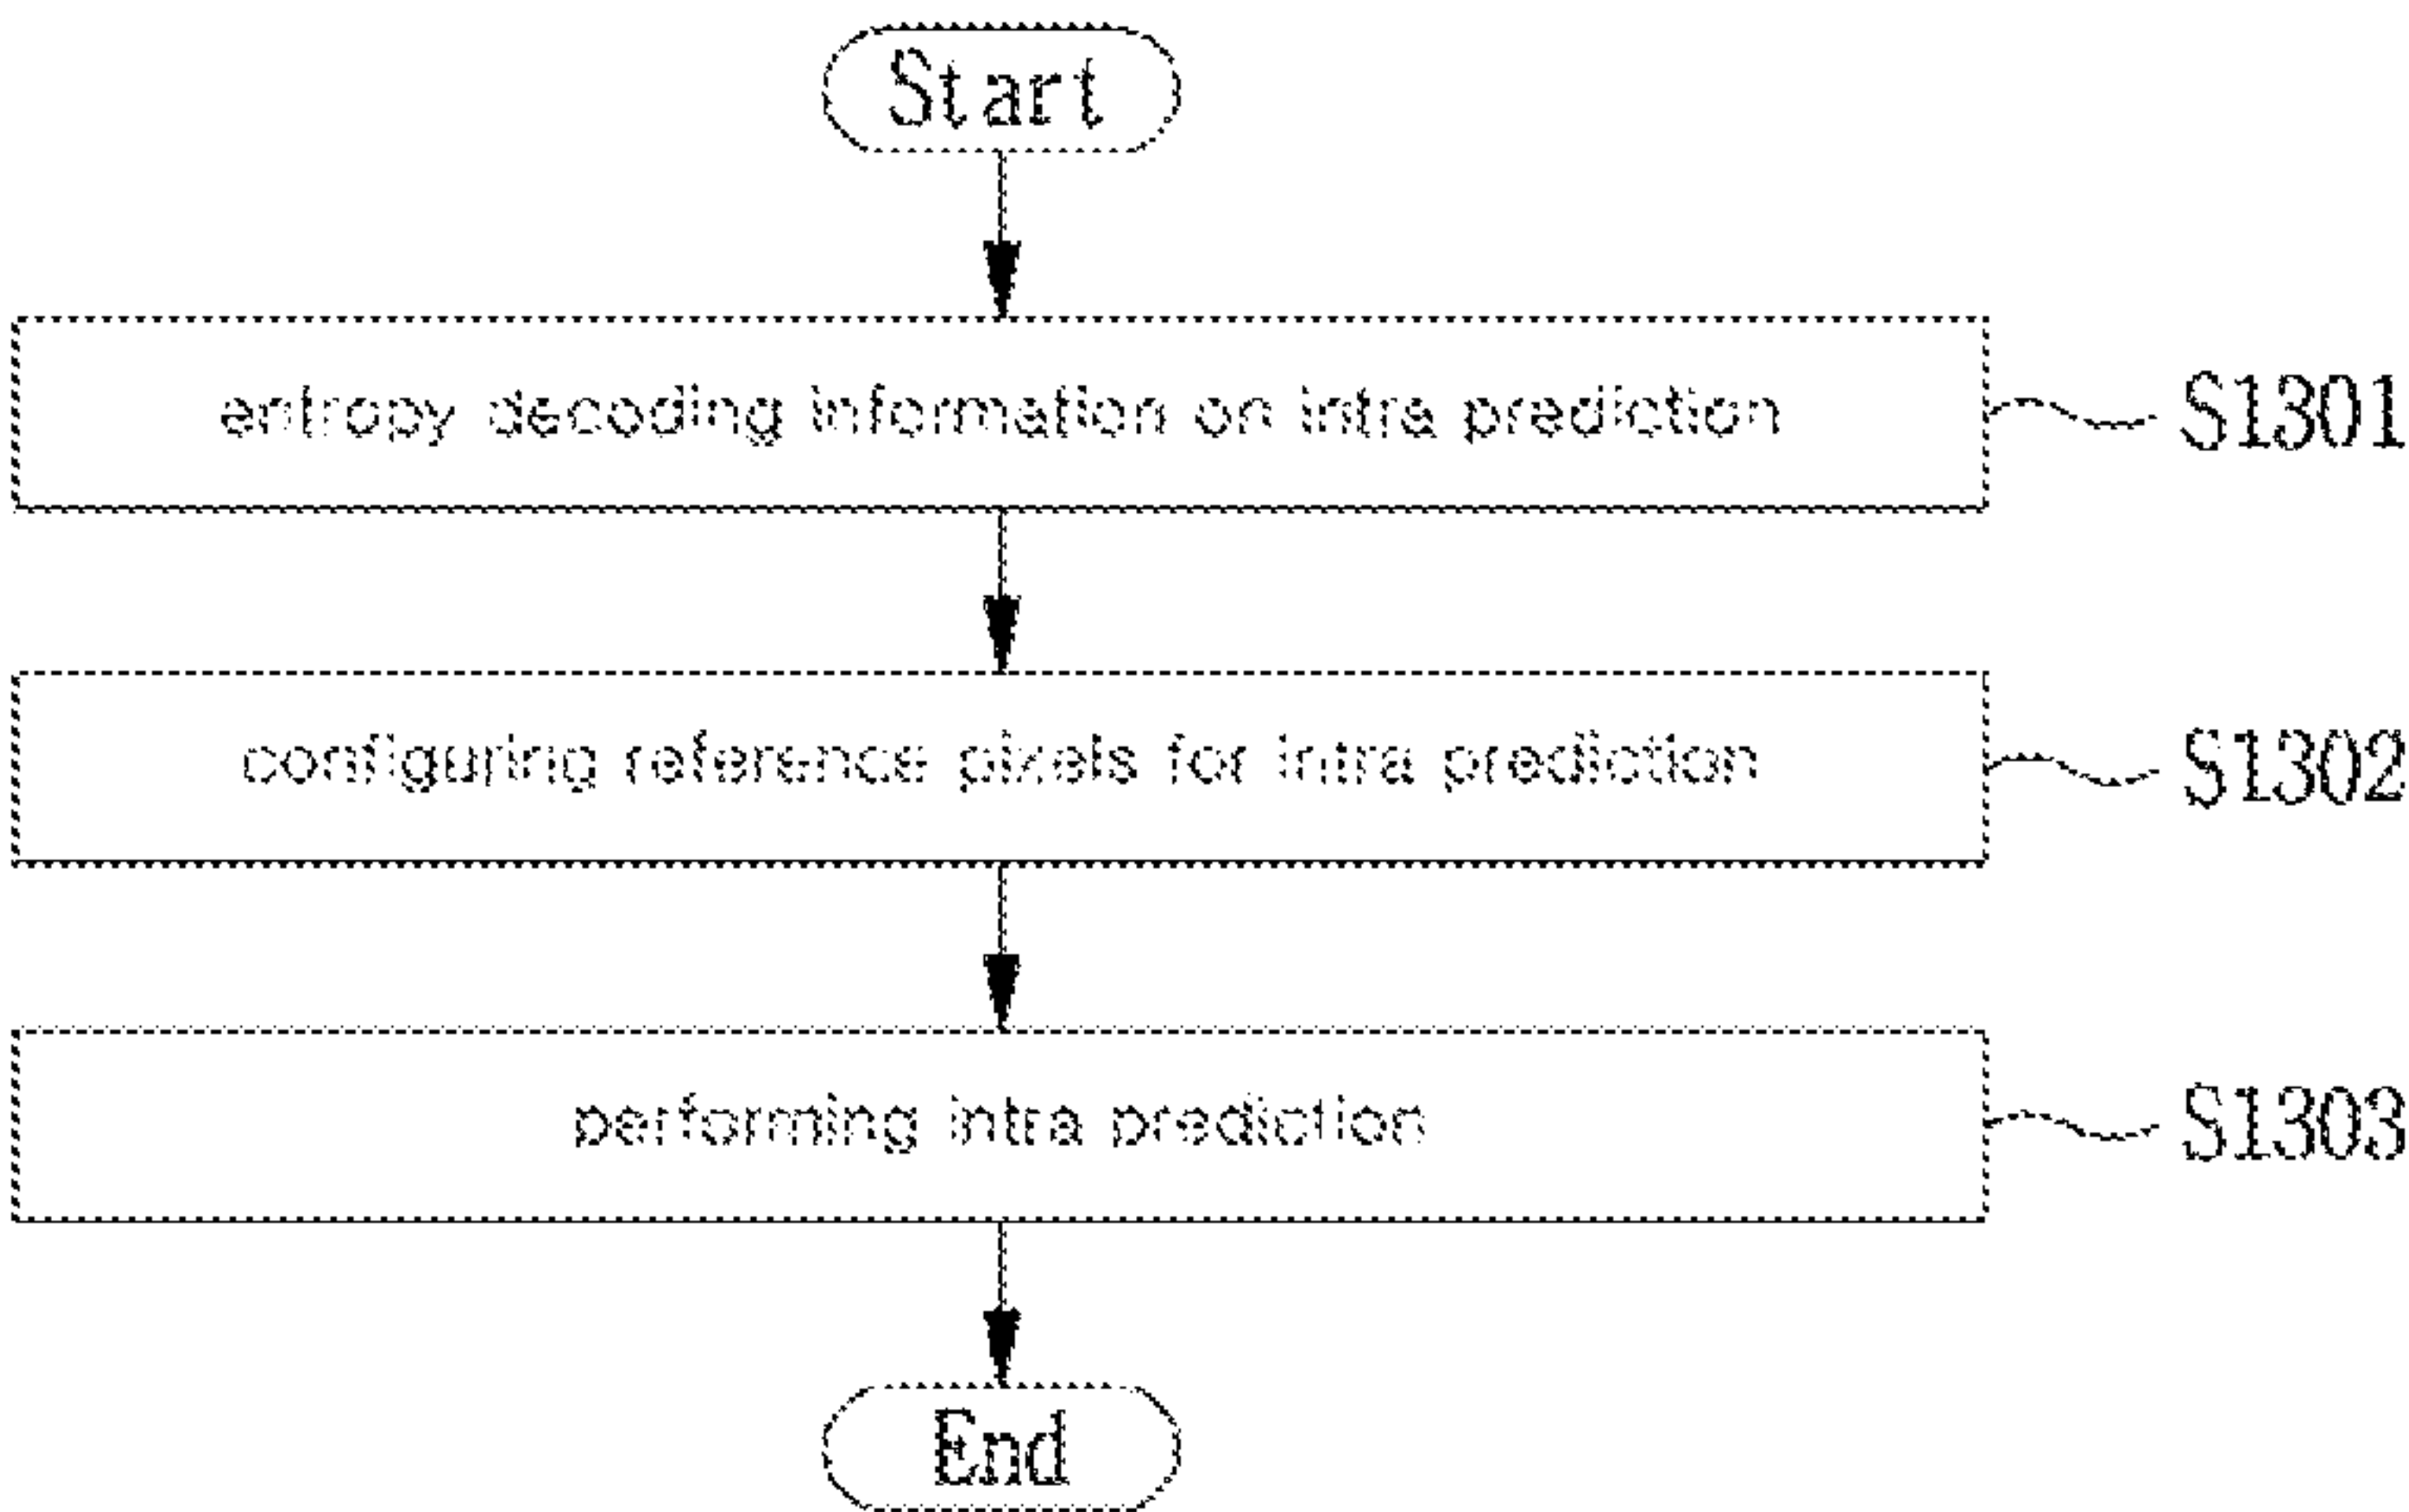 Start
entropy decoding information on intra prediction
S1301
configuring reference pixels for intra prediction
S1302
performing intra prediction
S1303
End